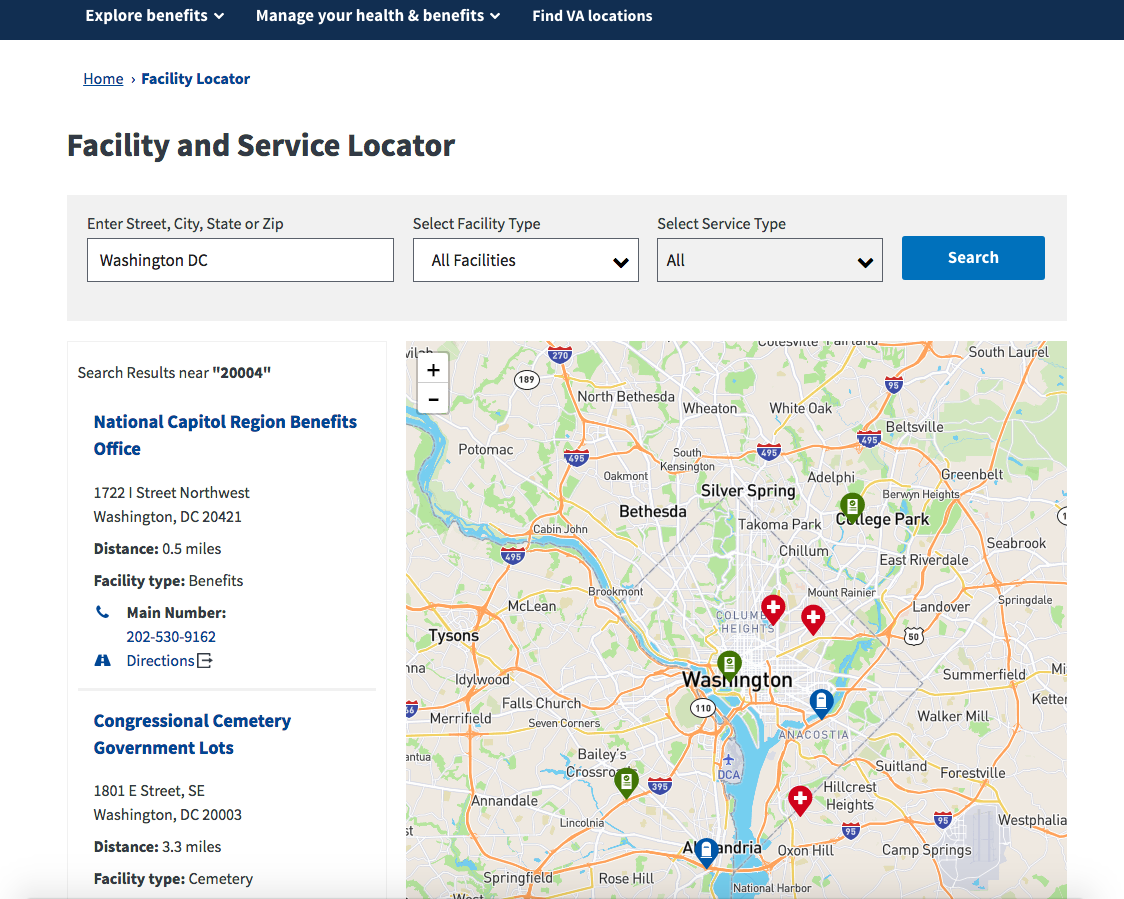 Explore benefits
Manage your health & benefits
Find VA locations
Home › Facility Locator
Facility and Service Locator
Enter Street, City, State or Zip
Select Facility Type
Select Service Type
Washington DC
All Facilities
All
Search
Search Results near "20004"
National Capitol Region Benefits
Office
1722 I Street Northwest
Washington, DC 20421
Distance: 0.5 miles
Facility type: Benefits
Main Number:
202-530-9162
Directions
Congressional Cemetery
Government Lots
1801 E Street, SE
Washington, DC 20003
Distance: 3.3 miles
Facility type: Cemetery
+
−
270
Colesville
Fairland
South Laurel
189
95
North Bethesda
Wheaton
White Oak
Beltsville
495
Potomac
495
South
Kensington
495
Oakmont
Adelphi
Greenbelt
Silver Spring
Berwyn Heights
Bethesda
Takoma Park
College Park
Cabin John
Seabrook
495
Chillum
East Riverdale
Brookmont
Mount Rainier
Springdale
McLean
Landover
COLUM
HEIGHTS
Tysons
50
Idylwood
Washington
Summerfield
Falls Church
110
66
Merrifield
Seven Corners
Walker Mill
ANACOSTIA
Bailey's
Crossro
DCA
Suitland
Forestville
395
Hillcrest
Heights
Annandale
Lincolnia
95
95
Westphalia
andria
Oxon Hill
Camp Springs
Springfield
Rose Hill
National Harbor